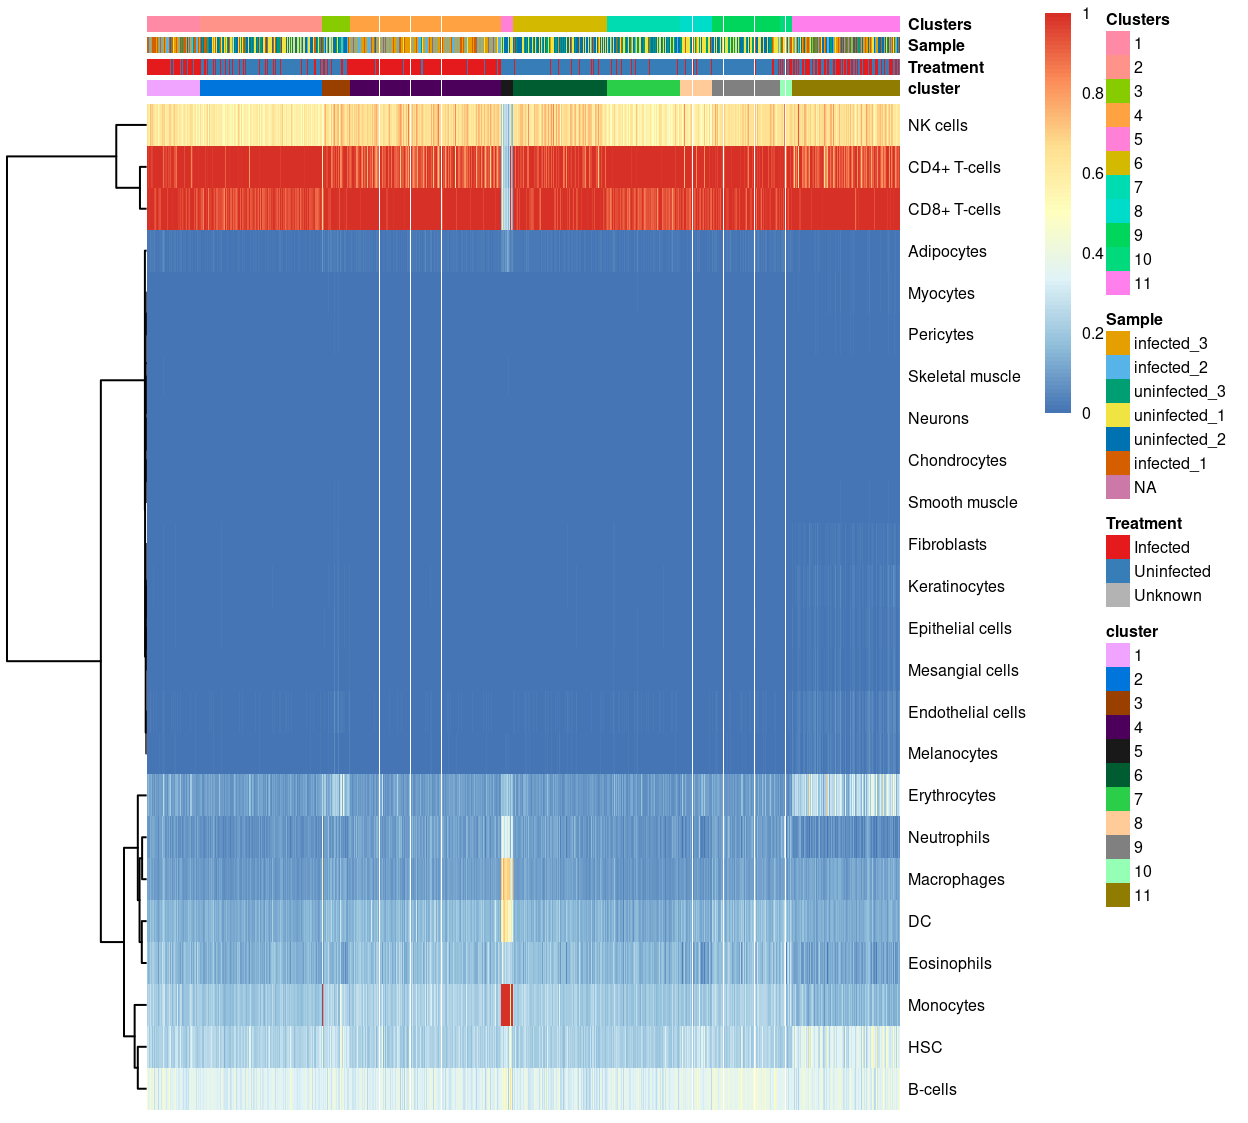 Clusters
Sample
Treatment
cluster
NK cells
CD4+ T-cells
CD8+ T-cells
Adipocytes
Myocytes
Pericytes
Skeletal muscle
Neurons
Chondrocytes
Smooth muscle
Fibroblasts
Keratinocytes
Epithelial cells
Mesangial cells
Endothelial cells
Melanocytes
Erythrocytes
Neutrophils
Macrophages
DC
Eosinophils
Monocytes
HSC
B-cells
1
0.8
0.6
0.4
0.2
0
Clusters
1
2
3
4
5
6
7
8
9
10
11
Sample
infected_3
infected_2
uninfected_3
uninfected_1
uninfected_2
infected_1
NA
Treatment
Infected
Uninfected
Unknown
cluster
1
2
3
4
5
6
7
8
9
10
11